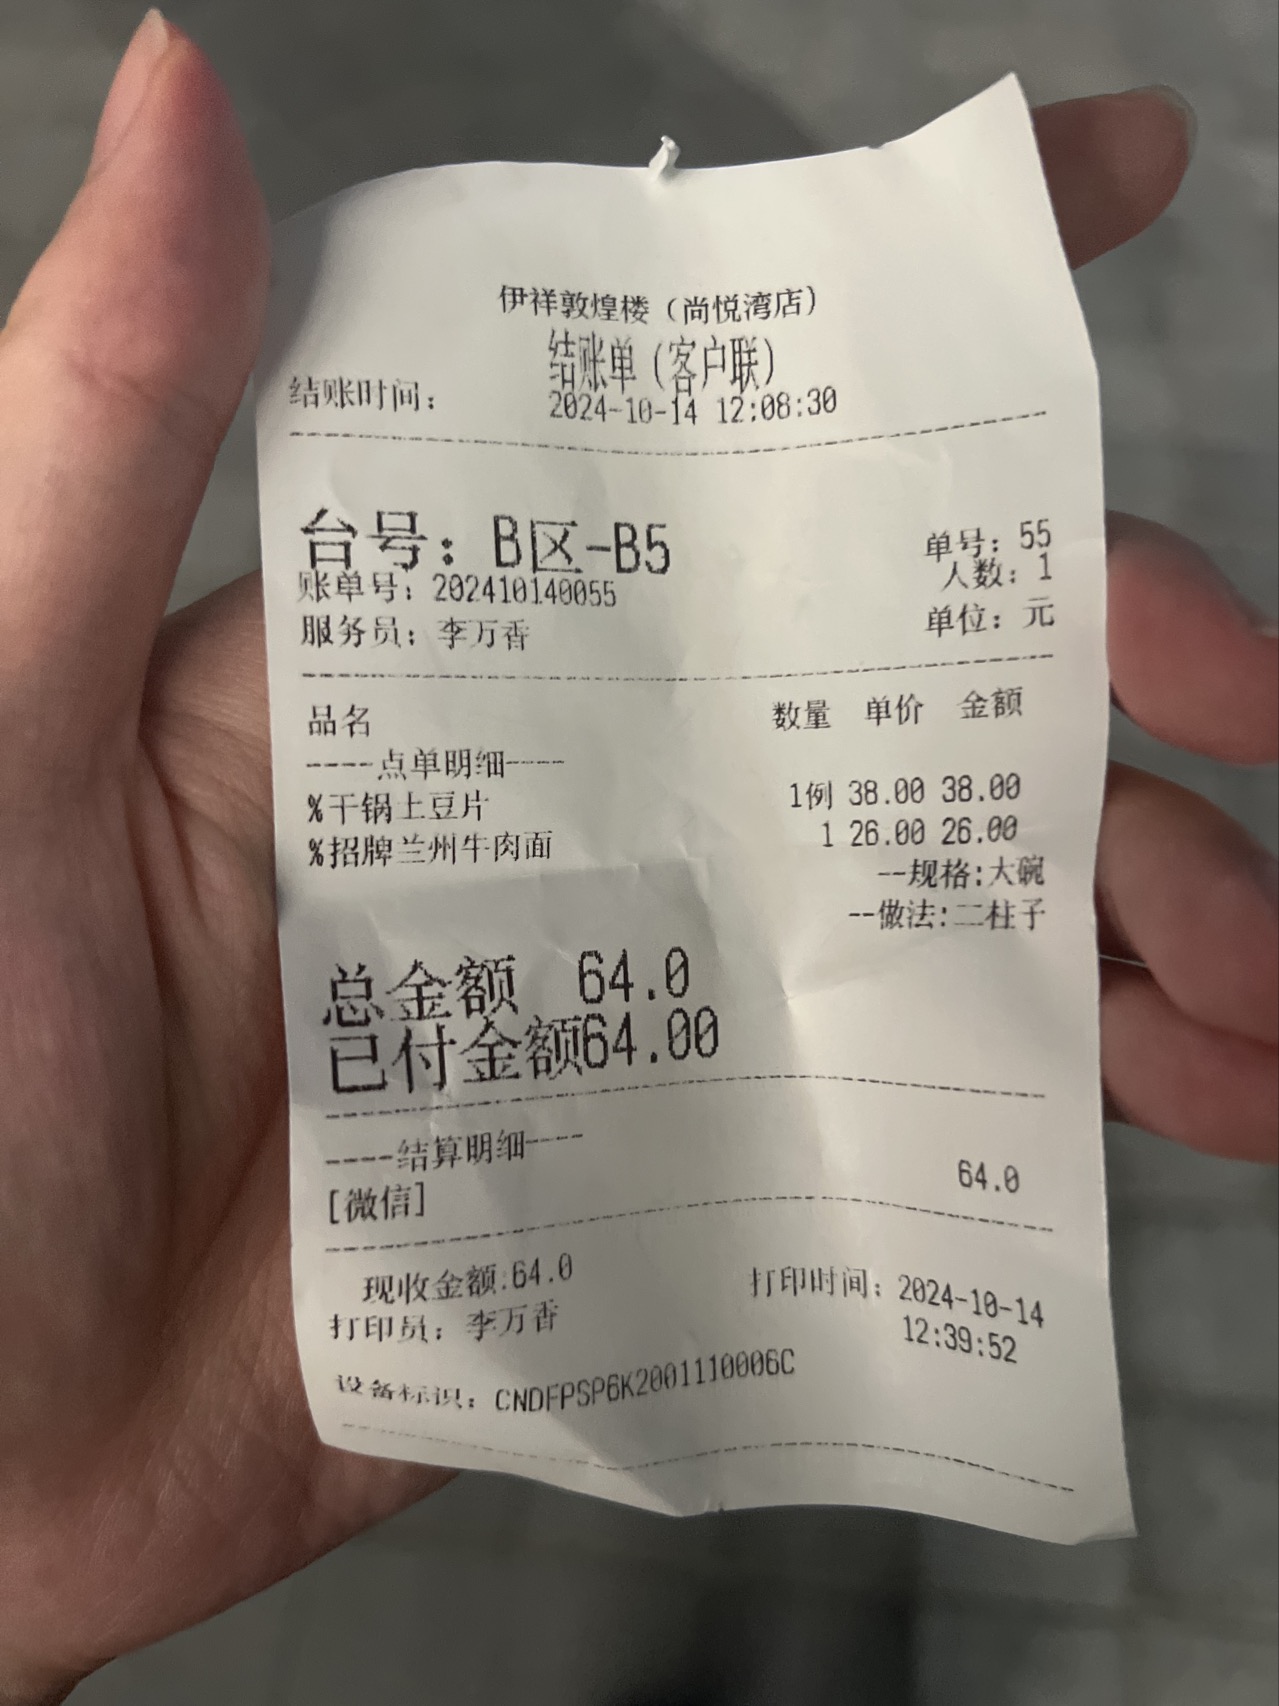 伊祥敦煌楼（尚悦湾店）
结账单（客户联）
结账时间： 2024-10-14 12:08:30
台号：B区-B5
单号：55
账单号：202410140055
人数：1
服务员：李万香
单位：元
品名 数量 单价 金额
----点单明细----
%干锅土豆片 1例 38.00 38.00
%招牌兰州牛肉面 1 26.00 26.00
--规格:大碗
--做法:二柱子
总金额 64.0
已付金额64.00
----结算明细----
[微信] 64.0
现收金额:64.0
打印员：李万香
打印时间：2024-10-14
12:39:52
设备标识：CNDFPSP6K2001110006C